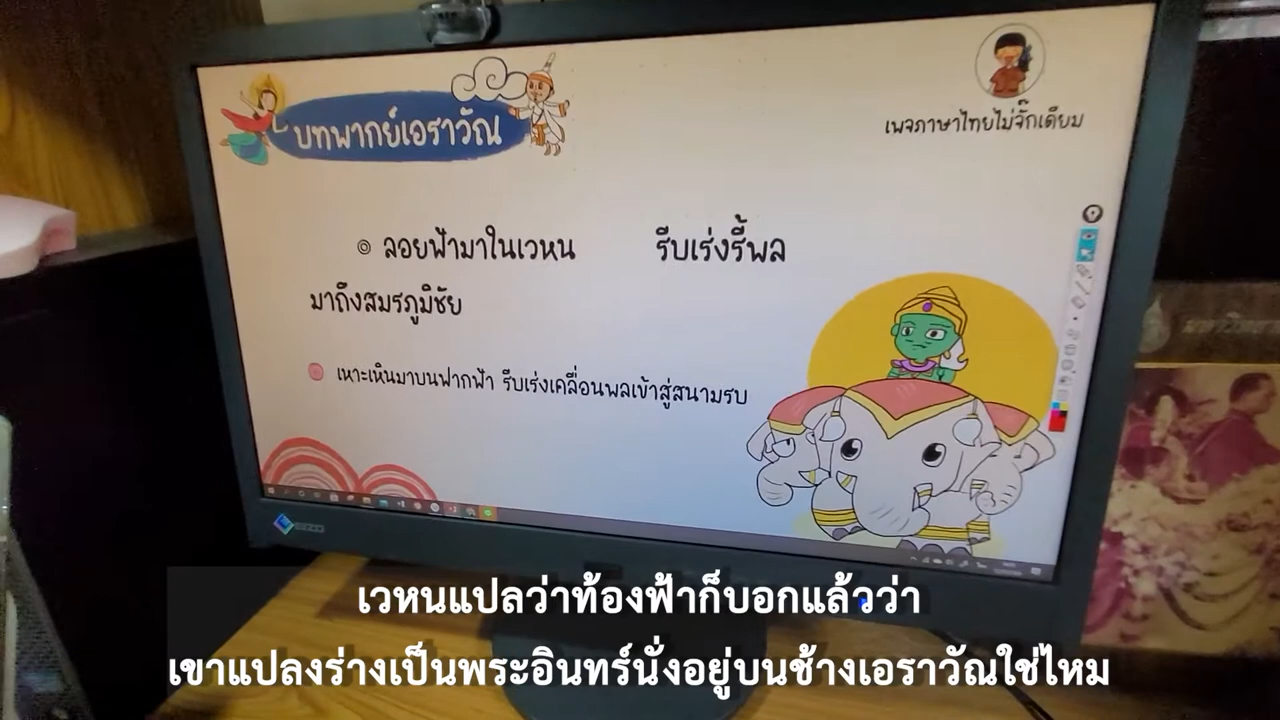 บทพากย์เอราวัณ
เพจภาษาไทยไม่จั๊กเดียม
๏ ลอยฟ้ามาในเวหน รีบเร่งรี้พล
มาถึงสมรภูมิชัย
เหาะเหินมาบนฟากฟ้า รีบเร่งเคลื่อนพลเข้าสู่สนามรบ
EIZO
เวหนแปลว่าท้องฟ้าก็บอกแล้วว่า
เขาแปลงร่างเป็นพระอินทร์นั่งอยู่บนช้างเอราวัณใช่ไหม